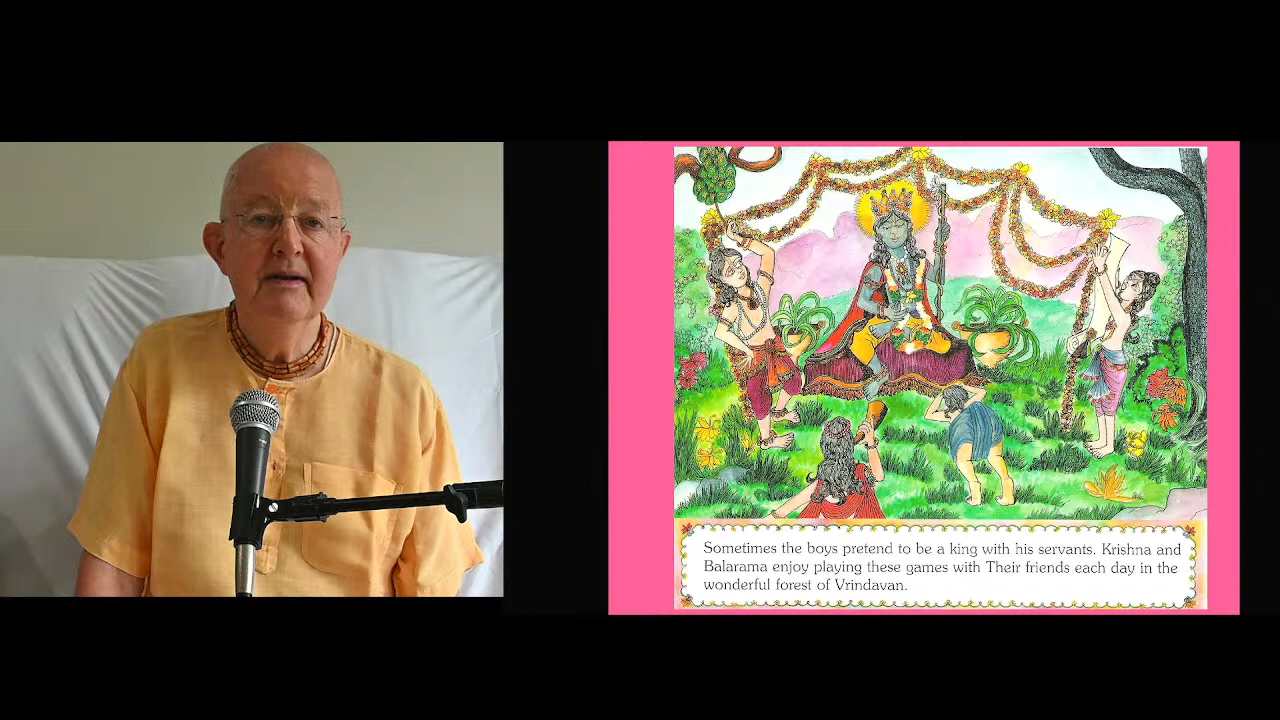 Sometimes the boys pretend to be a king with his servants. Krishna and
Balarama enjoy playing these games with Their friends each day in the
wonderful forest of Vrindavan.